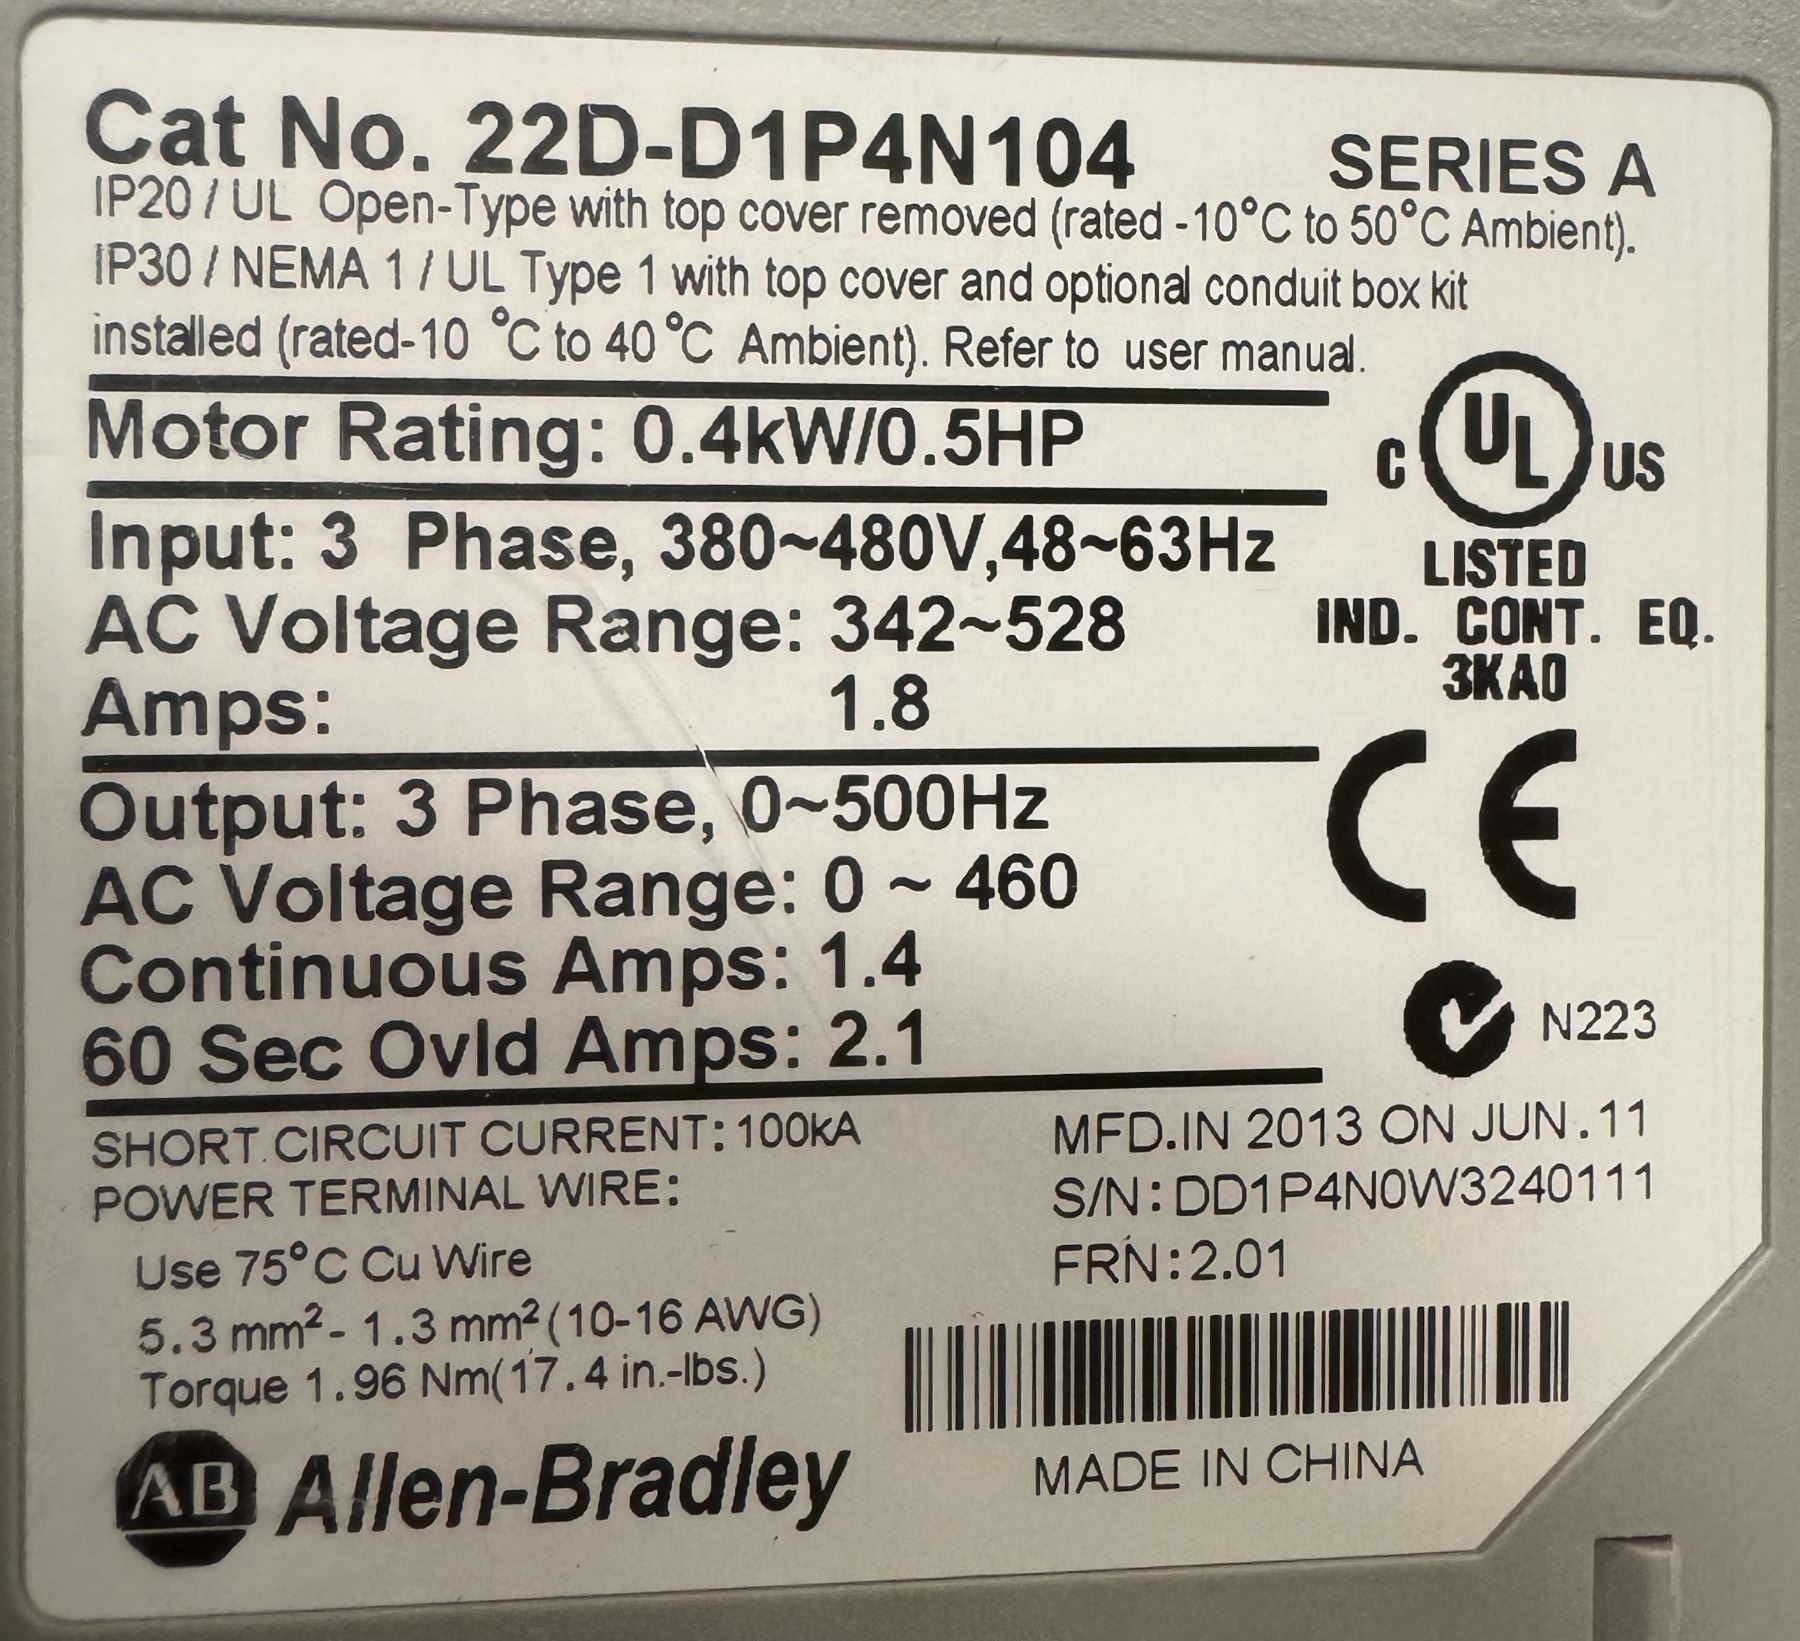 Cat No. 22D-D1P4N104 SERIES A
IP20 / UL Open-Type with top cover removed (rated -10°C to 50°C Ambient).
IP30 / NEMA 1 / UL Type 1 with top cover and optional conduit box kit
installed (rated-10 °C to 40 °C Ambient). Refer to user manual.
Motor Rating: 0.4kW/0.5HP
Input: 3 Phase, 380~480V,48~63Hz
AC Voltage Range: 342~528
Amps: 1.8
C UL US
LISTED
IND. CONT. EQ.
3KA0
CE
Output: 3 Phase, 0~500Hz
AC Voltage Range: 0 ~ 460
Continuous Amps: 1.4
60 Sec Ovld Amps: 2.1
N223
SHORT CIRCUIT CURRENT: 100kA
POWER TERMINAL WIRE:
Use 75°C Cu Wire
5.3 mm² - 1.3 mm² (10-16 AWG)
Torque 1.96 Nm(17.4 in.-lbs.)
MFD.IN 2013 ON JUN.11
S/N:DD1P4N0W3240111
FRN:2.01
MADE IN CHINA
AB Allen-Bradley